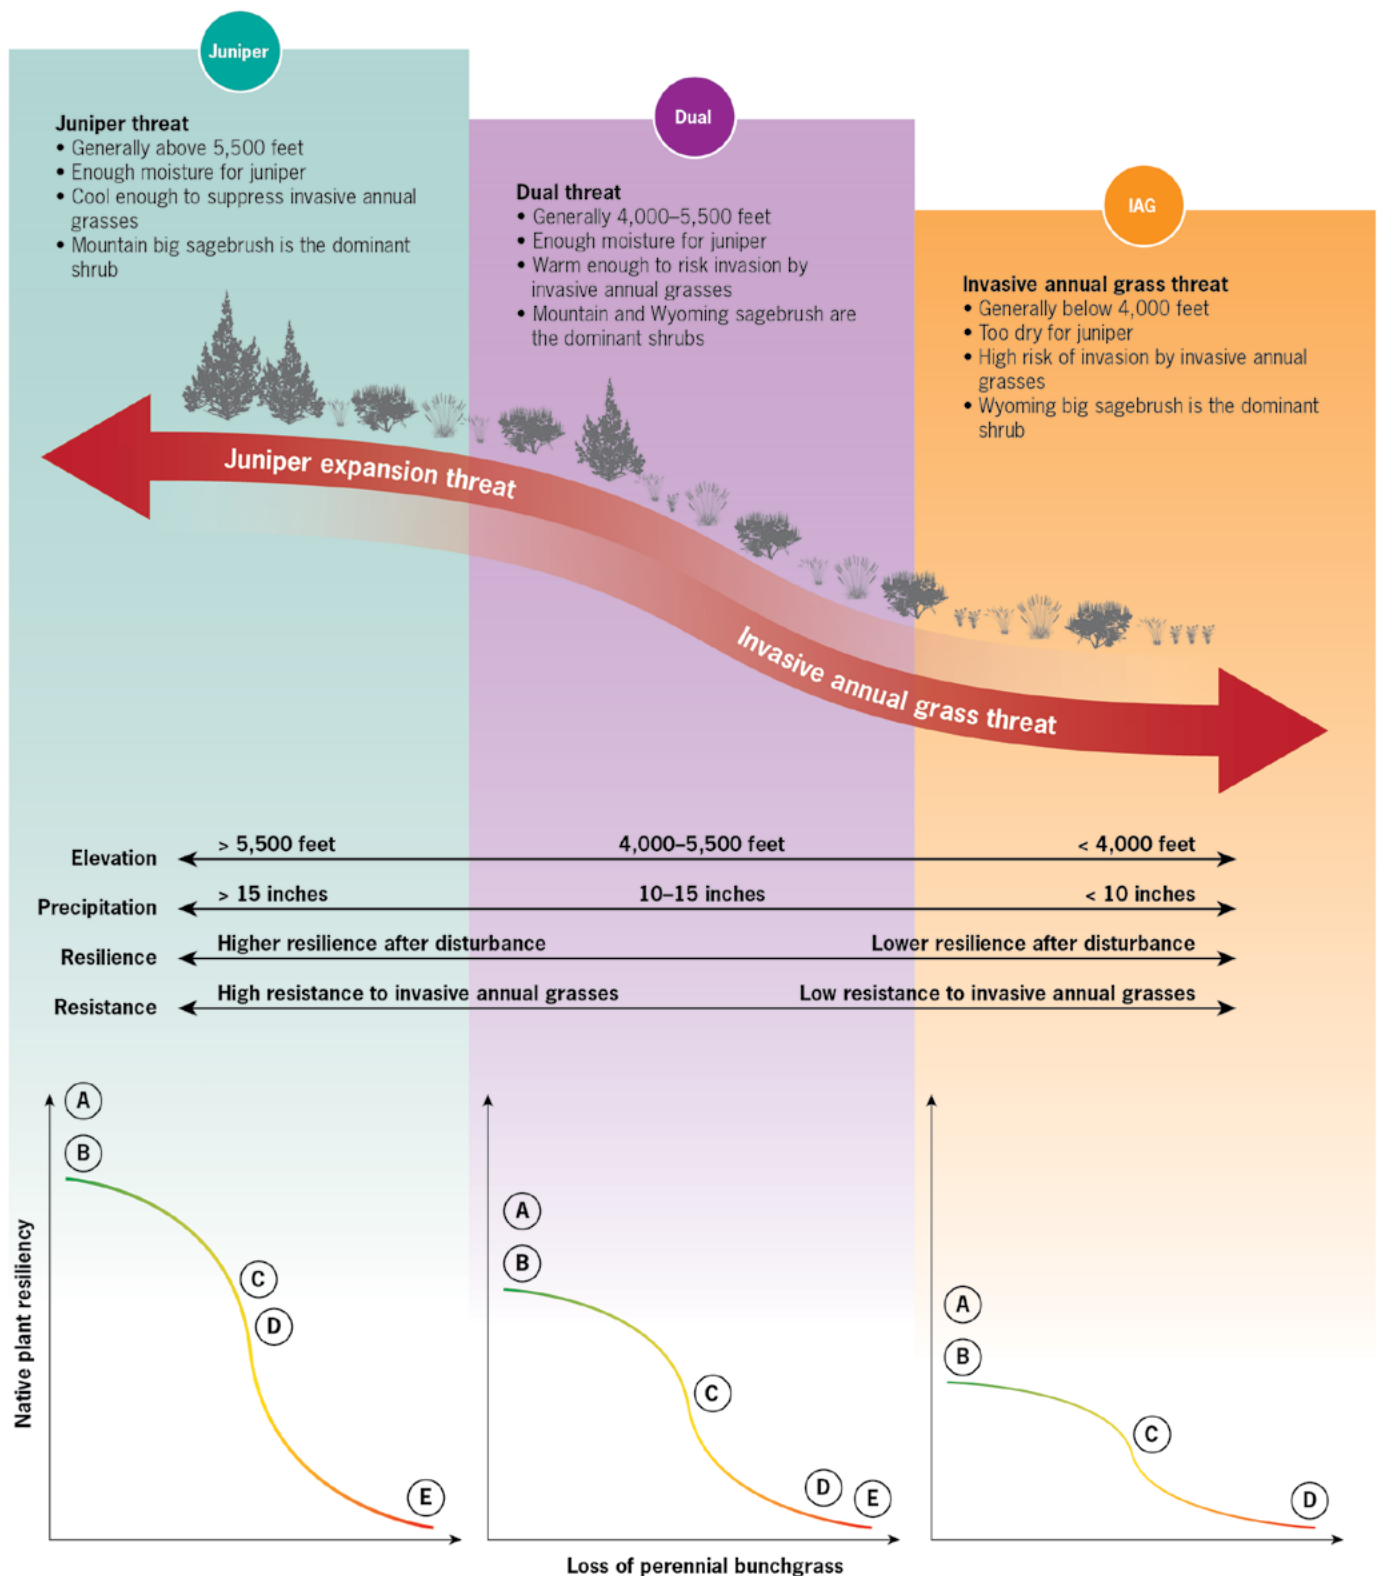 Juniper
Juniper threat
• Generally above 5,500 feet
• Enough moisture for juniper
• Cool enough to suppress invasive annual
grasses
• Mountain big sagebrush is the dominant
shrub
Dual
Dual threat
• Generally 4,000–5,500 feet
• Enough moisture for juniper
• Warm enough to risk invasion by
invasive annual grasses
• Mountain and Wyoming sagebrush are
the dominant shrubs
IAG
Invasive annual grass threat
• Generally below 4,000 feet
• Too dry for juniper
• High risk of invasion by invasive annual
grasses
• Wyoming big sagebrush is the dominant
shrub
Juniper expansion threat
Invasive annual grass threat
Elevation
> 5,500 feet
4,000–5,500 feet
< 4,000 feet
Precipitation
> 15 inches
10–15 inches
< 10 inches
Resilience
Higher resilience after disturbance
Lower resilience after disturbance
Resistance
High resistance to invasive annual grasses
Low resistance to invasive annual grasses
Native plant resiliency
A
B
C
D
E
A
B
C
D
E
A
B
C
D
Loss of perennial bunchgrass